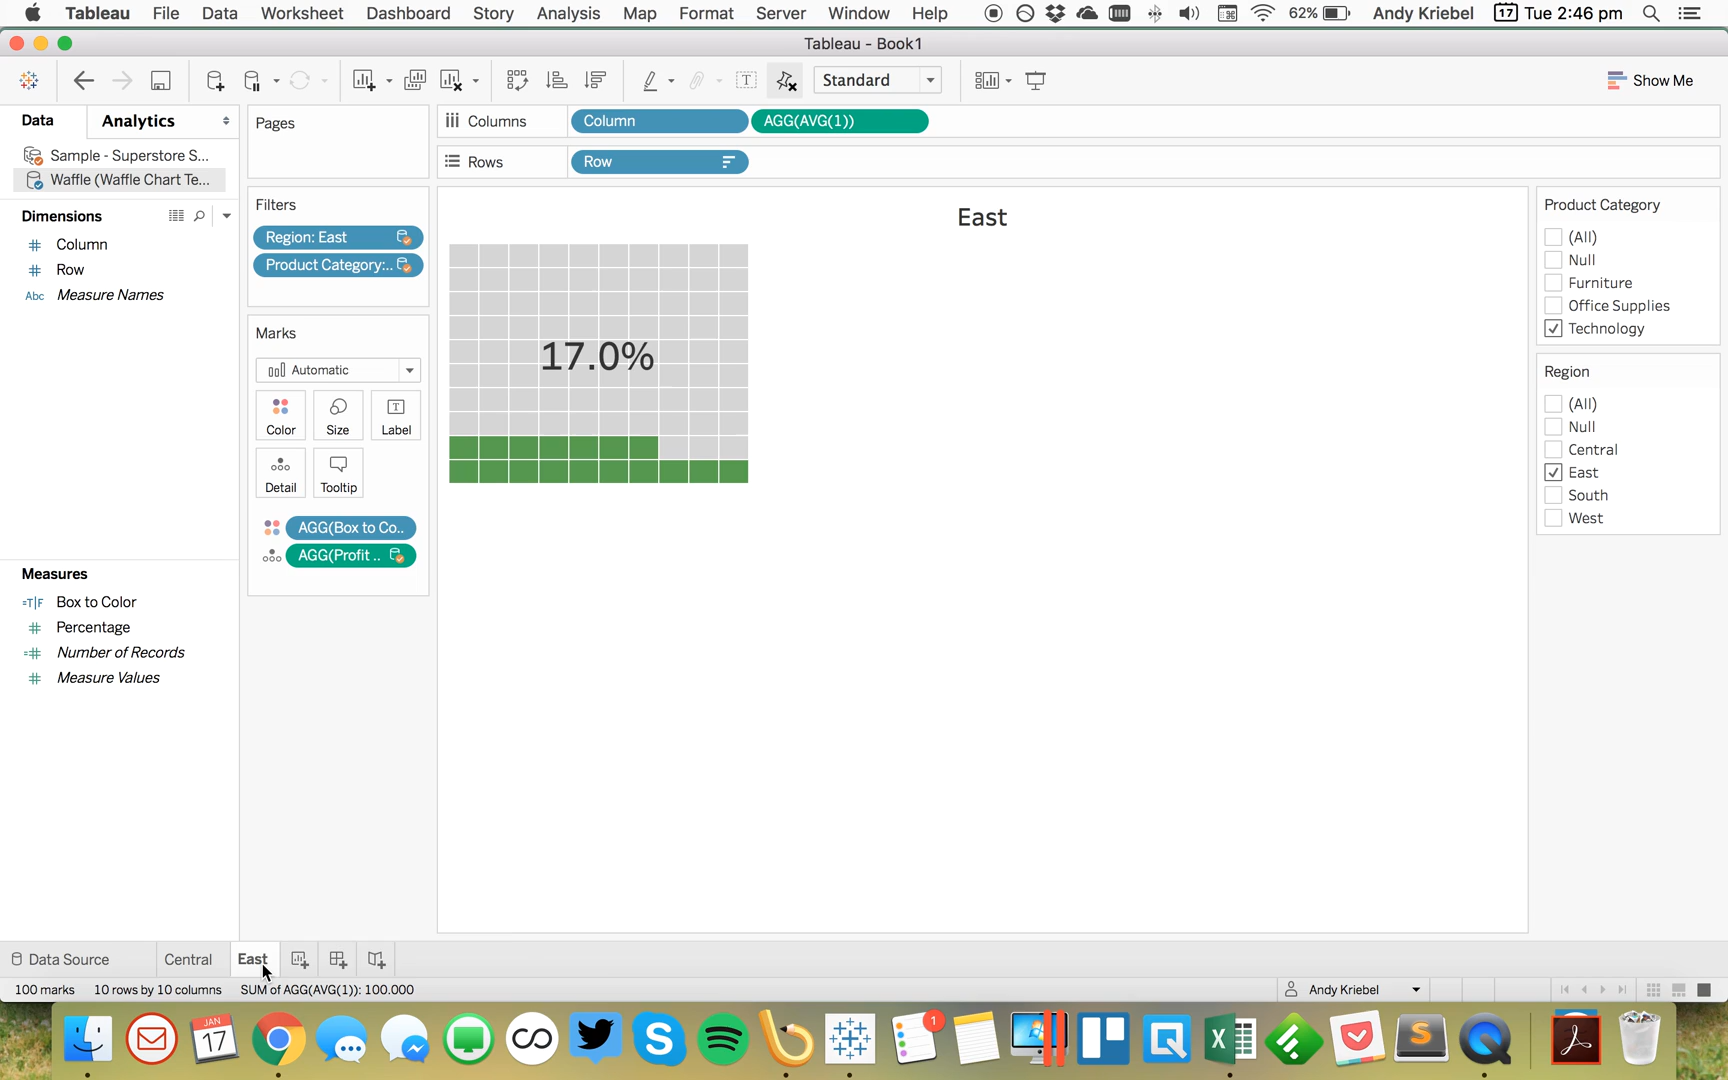 Tableau File Data Worksheet Dashboard Story Analysis Map Format Server Window Help 62% Andy Kriebel 17 Tue 2:46 pm
Tableau - Book1
Standard Show Me
Data Analytics
Sample - Superstore S...
Waffle (Waffle Chart Te...
Dimensions
# Column
# Row
Abc Measure Names
Measures
=T|F Box to Color
# Percentage
=# Number of Records
# Measure Values
Pages
Filters
Region: East
Product Category:..
Marks
Automatic
Color Size Label
Detail Tooltip
AGG(Box to Co..
AGG(Profit ..
Columns Column AGG(AVG(1))
Rows Row
East
17.0%
Product Category
(All)
Null
Furniture
Office Supplies
Technology
Region
(All)
Null
Central
East
South
West
Data Source Central East
100 marks 10 rows by 10 columns SUM of AGG(AVG(1)): 100.000 Andy Kriebel
JAN
17
1